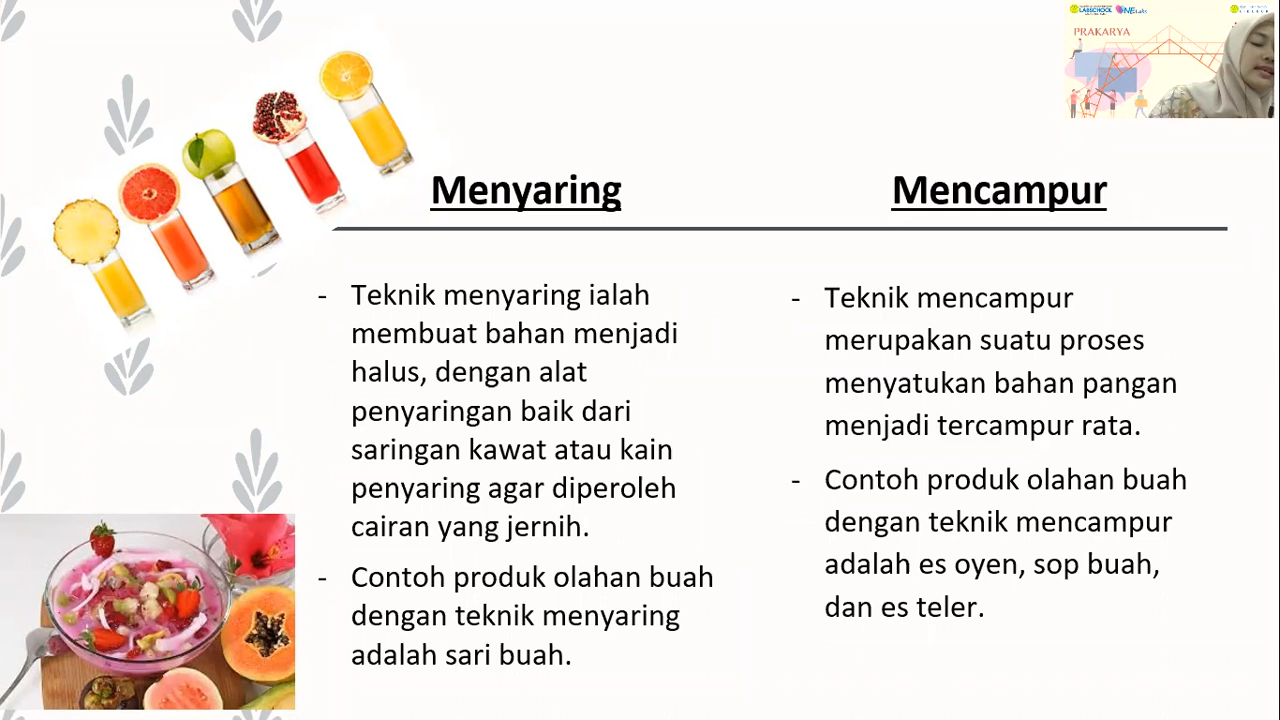 LABSCHOOL
PRAKARYA
Menyaring
Mencampur
- Teknik menyaring ialah
membuat bahan menjadi
halus, dengan alat
penyaringan baik dari
saringan kawat atau kain
penyaring agar diperoleh
cairan yang jernih.
- Contoh produk olahan buah
dengan teknik menyaring
adalah sari buah.
- Teknik mencampur
merupakan suatu proses
menyatukan bahan pangan
menjadi tercampur rata.
- Contoh produk olahan buah
dengan teknik mencampur
adalah es oyen, sop buah,
dan es teler.